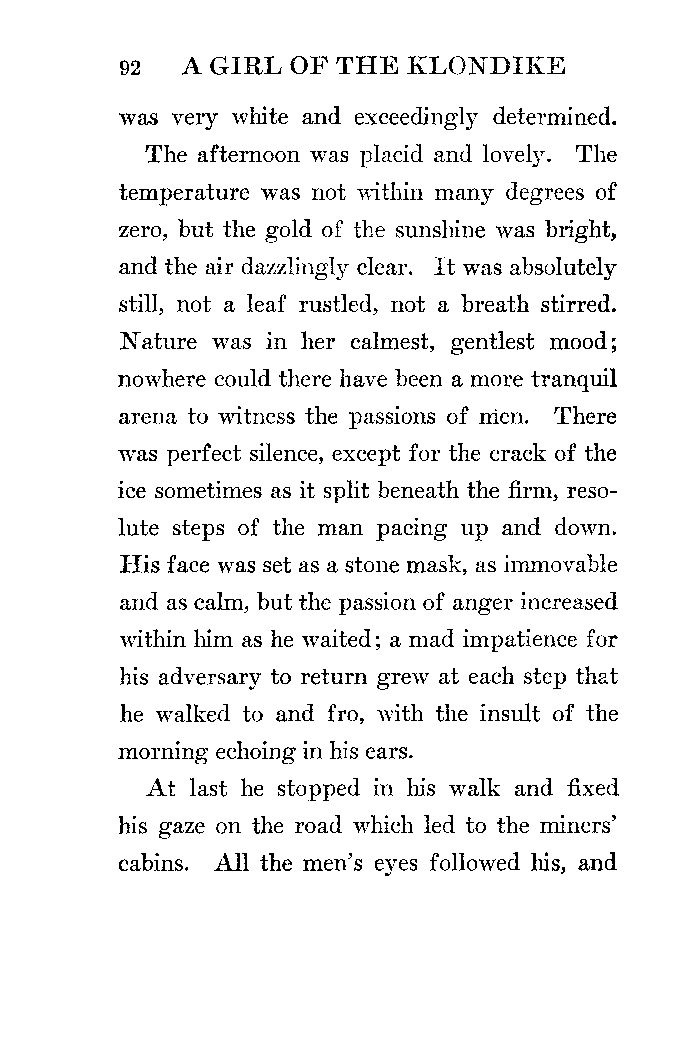 92 A GIRL OF THE KLONDIKE
was very white and exceedingly determined.
The afternoon was placid and lovely. The
temperature was not within many degrees of
zero, but the gold of the sunshine was bright,
and the air dazzlingly clear. It was absolutely
still, not a leaf rustled, not a breath stirred.
Nature was in her calmest, gentlest mood;
nowhere could there have been a more tranquil
arena to witness the passions of men. There
was perfect silence, except for the crack of the
ice sometimes as it split beneath the firm, reso-
lute steps of the man pacing up and down.
His face was set as a stone mask, as immovable
and as calm, but the passion of anger increased
within him as he waited; a mad impatience for
his adversary to return grew at each step that
he walked to and fro, with the insult of the
morning echoing in his ears.
At last he stopped in his walk and fixed
his gaze on the road which led to the miners'
cabins. All the men's eyes followed his, and